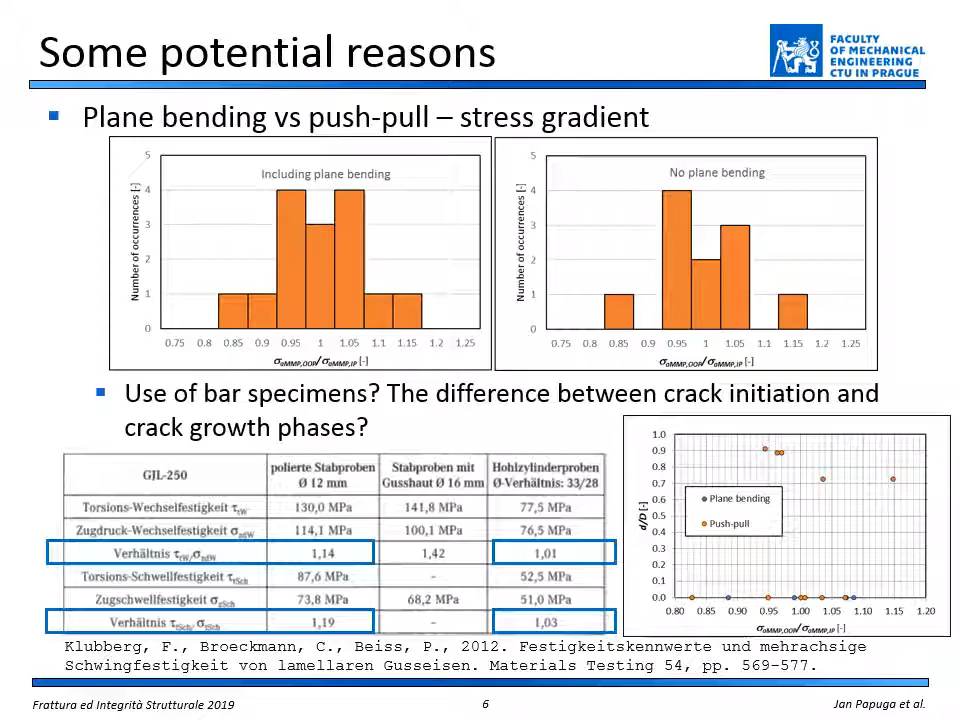 Some potential reasons
FACULTY
OF MECHANICAL
ENGINEERING
CTU IN PRAGUE
Plane bending vs push-pull – stress gradient
Including plane bending
Number of occurrences [-]
5
4
3
2
1
0
0.75 0.8 0.85 0.9 0.95 1 1.05 1.1 1.15 1.2 1.25
σaMMP,OOP/σaMMP,IP [-]
No plane bending
Number of occurrences [-]
5
4
3
2
1
0
0.75 0.8 0.85 0.9 0.95 1 1.05 1.1 1.15 1.2 1.25
σaMMP,OOP/σaMMP,IP [-]
Use of bar specimens? The difference between crack initiation and
crack growth phases?
GJL-250
polierte Stabproben
Ø 12 mm
Stabproben mit
Gusshaut Ø 16 mm
Hohlzylinderproben
Ø-Verhältnis: 33/28
Torsions-Wechselfestigkeit τtW 130,0 MPa 141,8 MPa 77,5 MPa
Zugdruck-Wechselfestigkeit σzdW 114,1 MPa 100,1 MPa 76,5 MPa
Verhältnis τtW/σzdW 1,14 1,42 1,01
Torsions-Schwellfestigkeit τtSch 87,6 MPa - 52,5 MPa
Zugschwellfestigkeit σzSch 73,8 MPa 68,2 MPa 51,0 MPa
Verhältnis τtSch/σtSch 1,19 - 1,03
d/D [-]
1.0
0.9
0.8
0.7
0.6
0.5
0.4
0.3
0.2
0.1
0.0
Plane bending
Push-pull
0.80 0.85 0.90 0.95 1.00 1.05 1.10 1.15 1.20
σaMMP,OOP/σaMMP,IP [-]
Klubberg, F., Broeckmann, C., Beiss, P., 2012. Festigkeitskennwerte und mehrachsige
Schwingfestigkeit von lamellaren Gusseisen. Materials Testing 54, pp. 569-577.
Frattura ed Integrità Strutturale 2019
6
Jan Papuga et al.